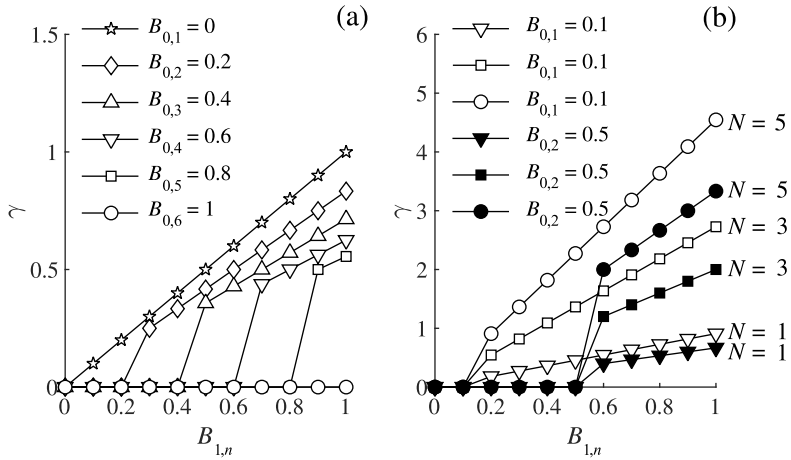 (a)
1.5
1
0.5
0
γ
B0,1 = 0
B0,2 = 0.2
B0,3 = 0.4
B0,4 = 0.6
B0,5 = 0.8
B0,6 = 1
0 0.2 0.4 0.6 0.8 1
B1,n
(b)
6
5
4
3
2
1
0
γ
B0,1 = 0.1
B0,1 = 0.1
B0,1 = 0.1
B0,2 = 0.5
B0,2 = 0.5
B0,2 = 0.5
N = 5
N = 5
N = 3
N = 3
N = 1
N = 1
0 0.2 0.4 0.6 0.8 1
B1,n